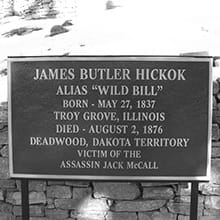 JAMES BUTLER HICKOK
ALIAS “WILD BILL”
BORN - MAY 27, 1837
TROY GROVE, ILLINOIS
DIED - AUGUST 2, 1876
DEADWOOD, DAKOTA TERRITORY
VICTIM OF THE
ASSASSIN JACK McCALL